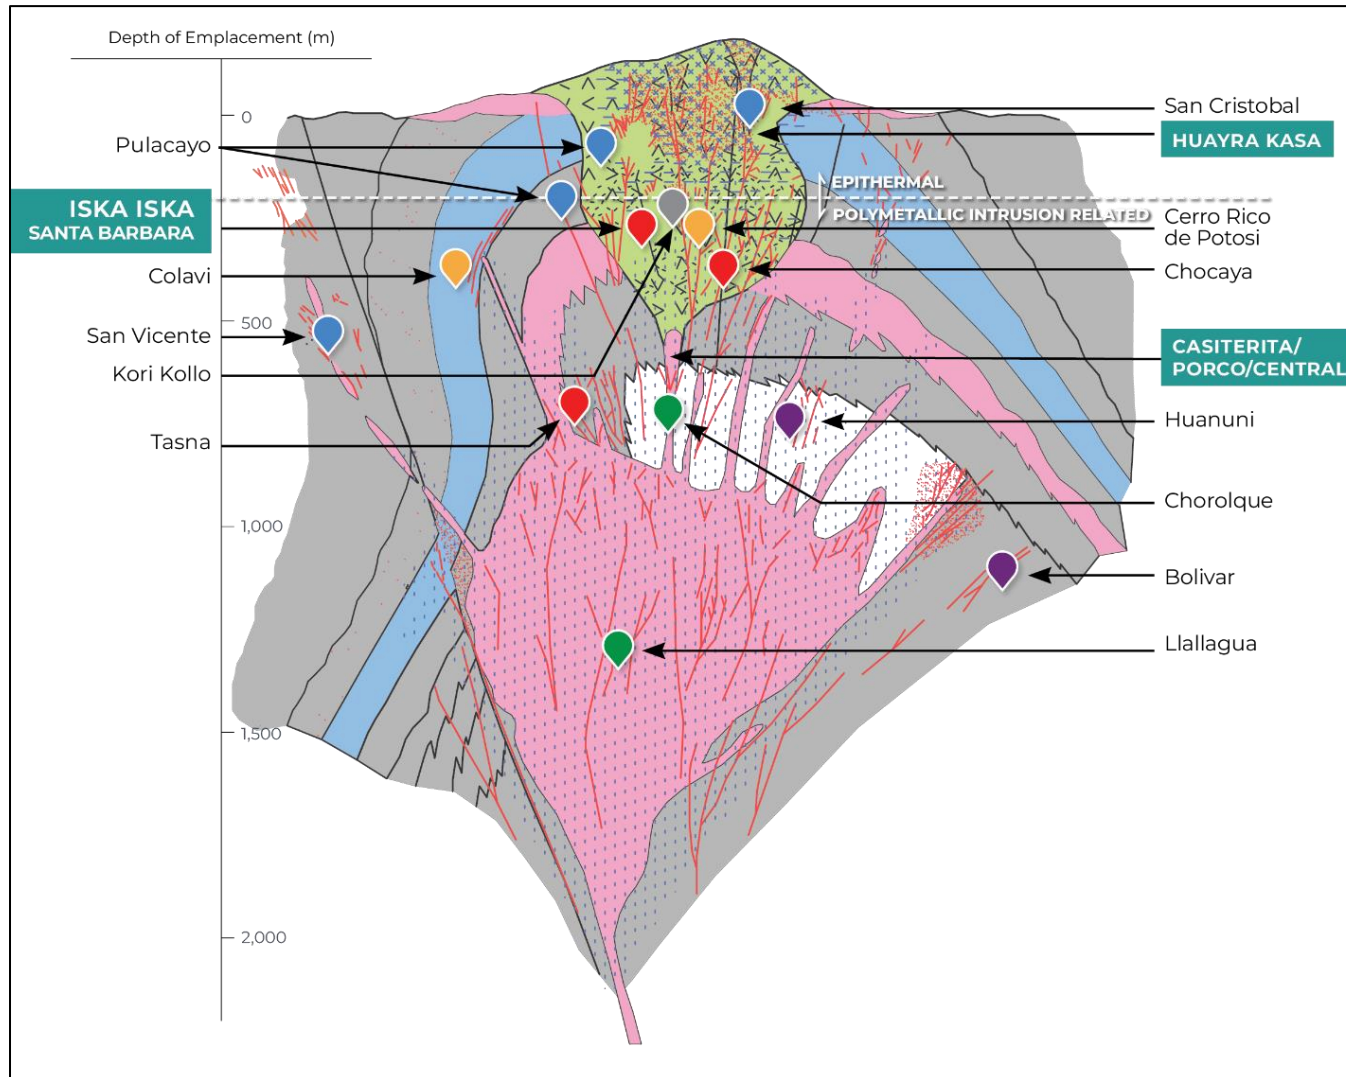 Depth of Emplacement (m)
0
Pulacayo
ISKA ISKA
SANTA BARBARA
Colavi
500
San Vicente
Kori Kollo
Tasna
1,000
1,500
2,000
EPITHERMAL
POLYMETALLIC INTRUSION RELATED
San Cristobal
HUAYRA KASA
Cerro Rico
de Potosi
Chocaya
CASITERITA/
PORCO/CENTRAL
Huanuni
Chorolque
Bolivar
Llallagua